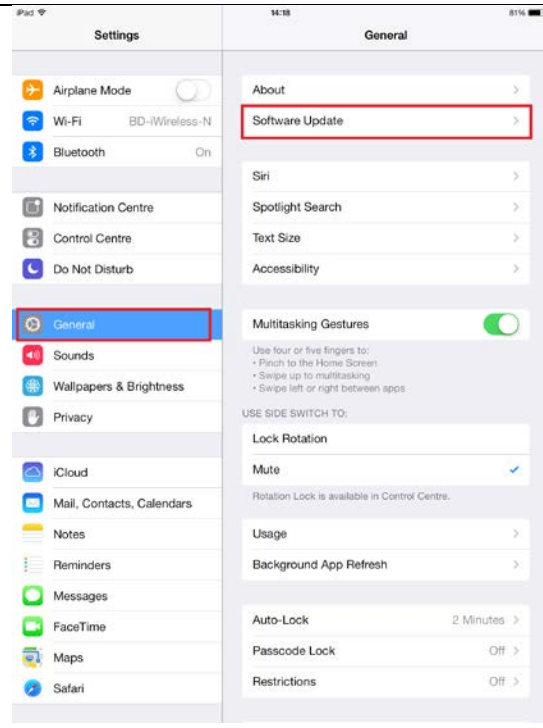 iPad
14:18
81%
Settings
General
Airplane Mode
Wi-Fi BD-iWireless-N
Bluetooth On
Notification Centre
Control Centre
Do Not Disturb
General
Sounds
Wallpapers & Brightness
Privacy
iCloud
Mail, Contacts, Calendars
Notes
Reminders
Messages
FaceTime
Maps
Safari
About
Software Update
Siri
Spotlight Search
Text Size
Accessibility
Multitasking Gestures
Use four or five fingers to:
• Pinch to the Home Screen
• Swipe up to multitasking
• Swipe left or right between apps
USE SIDE SWITCH TO:
Lock Rotation
Mute
Rotation Lock is available in Control Centre.
Usage
Background App Refresh
Auto-Lock 2 Minutes
Passcode Lock Off
Restrictions Off